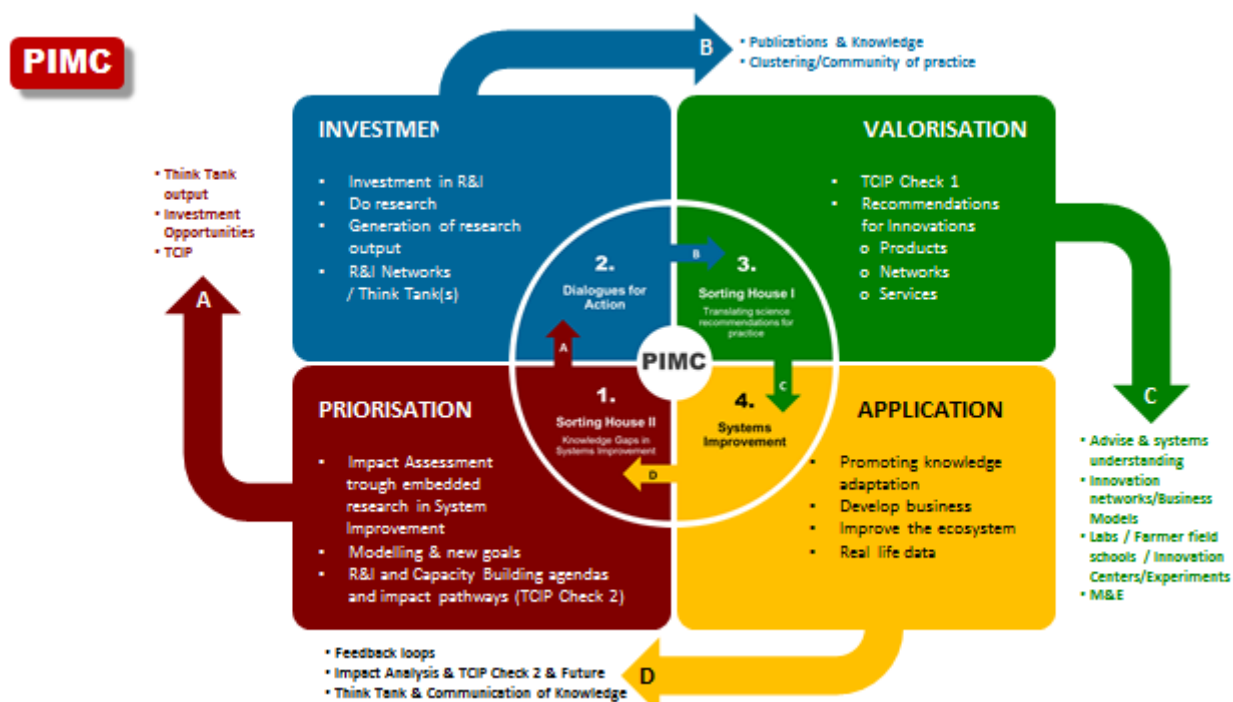 PIMC
B
• Publications & Knowledge
• Clustering/Community of practice
• Think Tank
output
• Investment
Opportunities
• TCIP
A
INVESTMEN
• Investment in R&I
• Do research
• Generation of research
output
• R&I Networks
/ Think Tank(s)
VALORISATION
• TCIP Check 1
• Recommendations
for Innovations
o Products
o Networks
o Services
2.
Dialogues for
Action
B
3.
Sorting House I
Translating science
recommendations for
practice
A
PIMC
C
1.
Sorting House II
Knowledge Gaps in
Systems Improvement
4.
Systems
Improvement
D
PRIORISATION
• Impact Assessment
trough embedded
research in System
Improvement
• Modelling & new goals
• R&I and Capacity Building agendas
and impact pathways (TCIP Check 2)
APPLICATION
• Promoting knowledge
adaptation
• Develop business
• Improve the ecosystem
• Real life data
C
• Advise & systems
understanding
• Innovation
networks/Business
Models
• Labs / Farmer field
schools / Innovation
Centers/Experiments
• M&E
• Feedback loops
• Impact Analysis & TCIP Check 2 & Future
• Think Tank & Communication of Knowledge
D